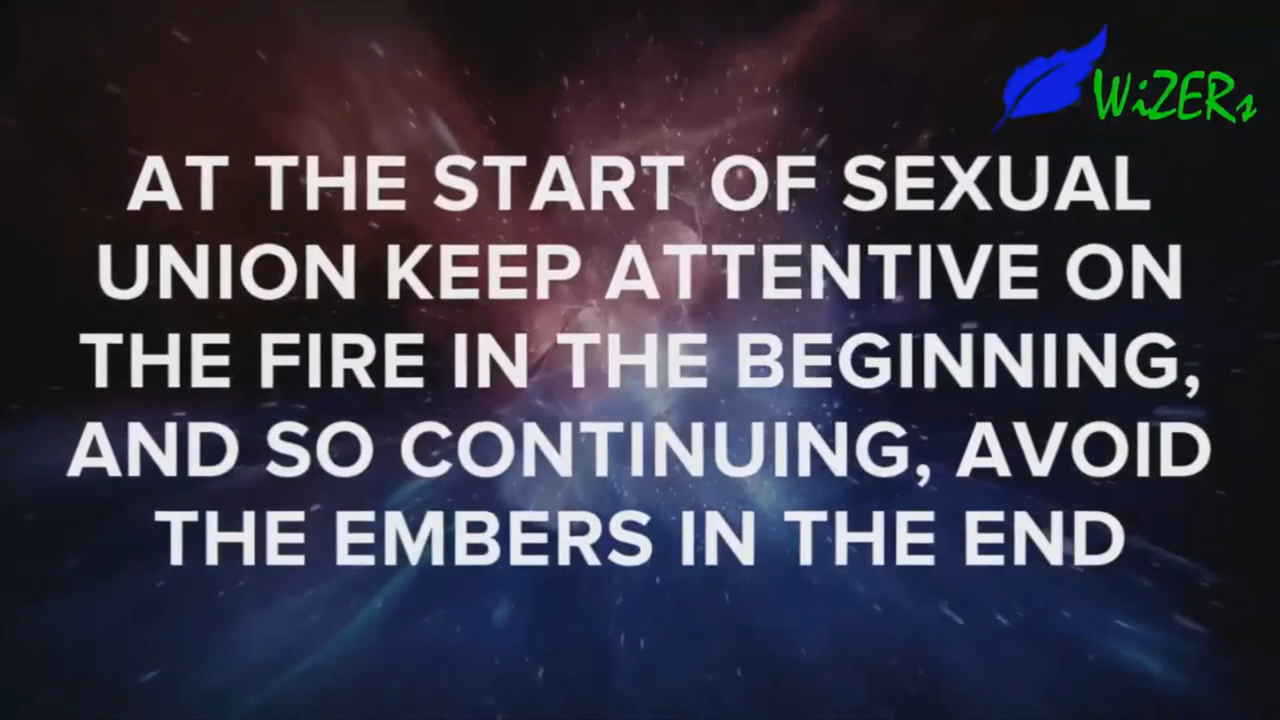 WiZERs
AT THE START OF SEXUAL
UNION KEEP ATTENTIVE ON
THE FIRE IN THE BEGINNING,
AND SO CONTINUING, AVOID
THE EMBERS IN THE END